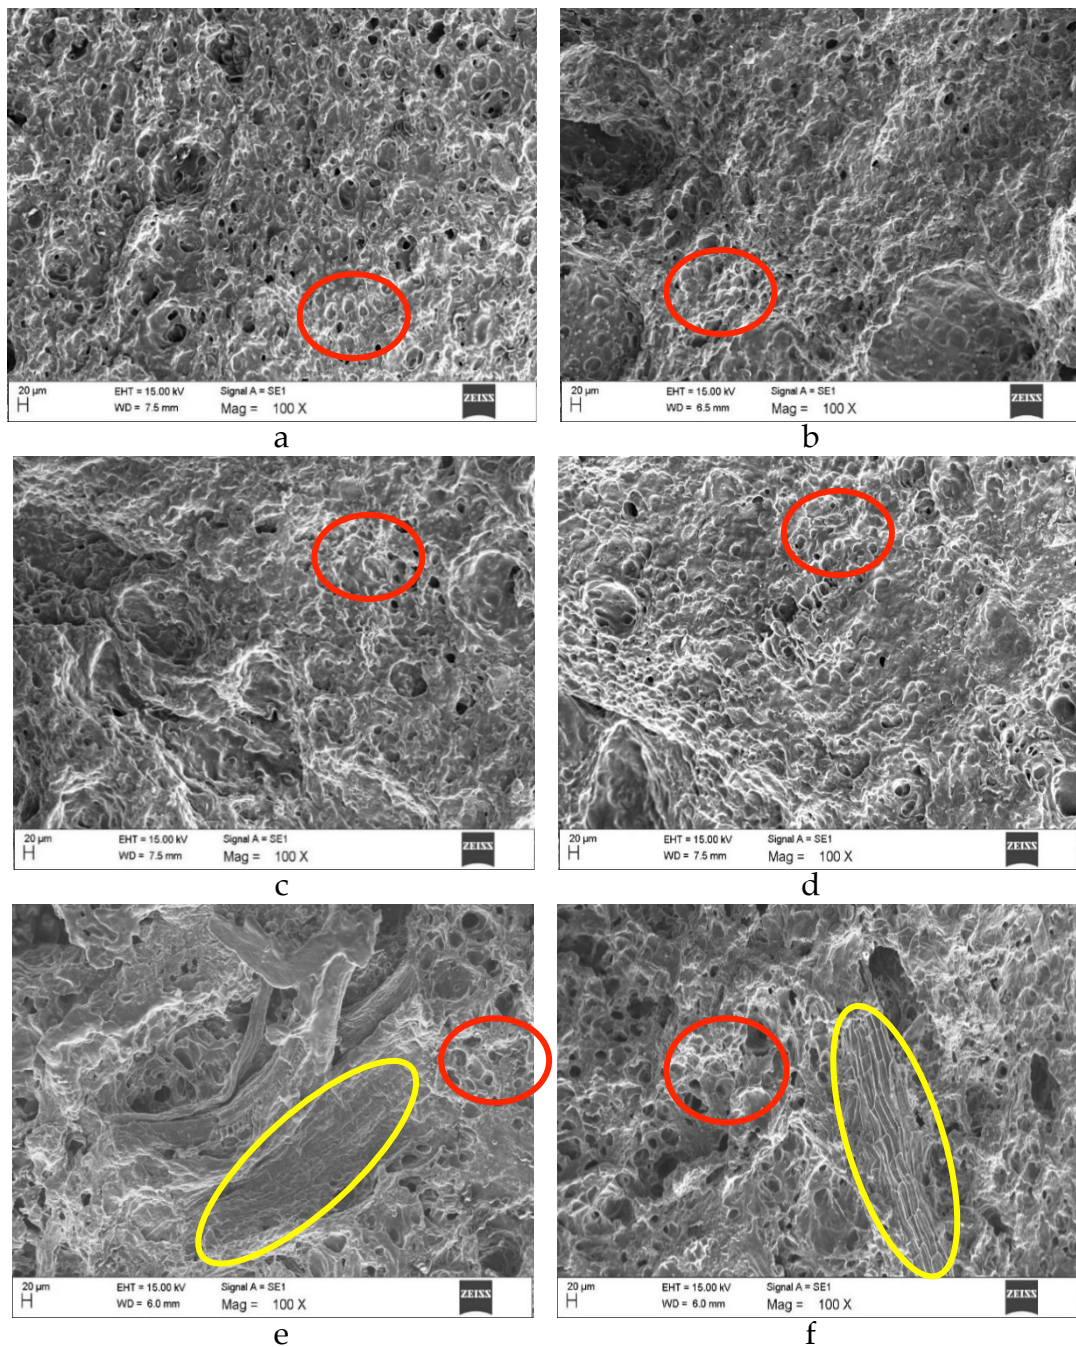 20 µm EHT = 15.00 kV Signal A = SE1 ZEISS
WD = 7.5 mm Mag = 100 X
a
20 µm EHT = 15.00 kV Signal A = SE1 ZEISS
WD = 6.5 mm Mag = 100 X
b
20 µm EHT = 15.00 kV Signal A = SE1 ZEISS
WD = 7.5 mm Mag = 100 X
c
20 µm EHT = 15.00 kV Signal A = SE1 ZEISS
WD = 7.5 mm Mag = 100 X
d
20 µm EHT = 15.00 kV Signal A = SE1 ZEISS
WD = 6.0 mm Mag = 100 X
e
20 µm EHT = 15.00 kV Signal A = SE1 ZEISS
WD = 6.0 mm Mag = 100 X
f